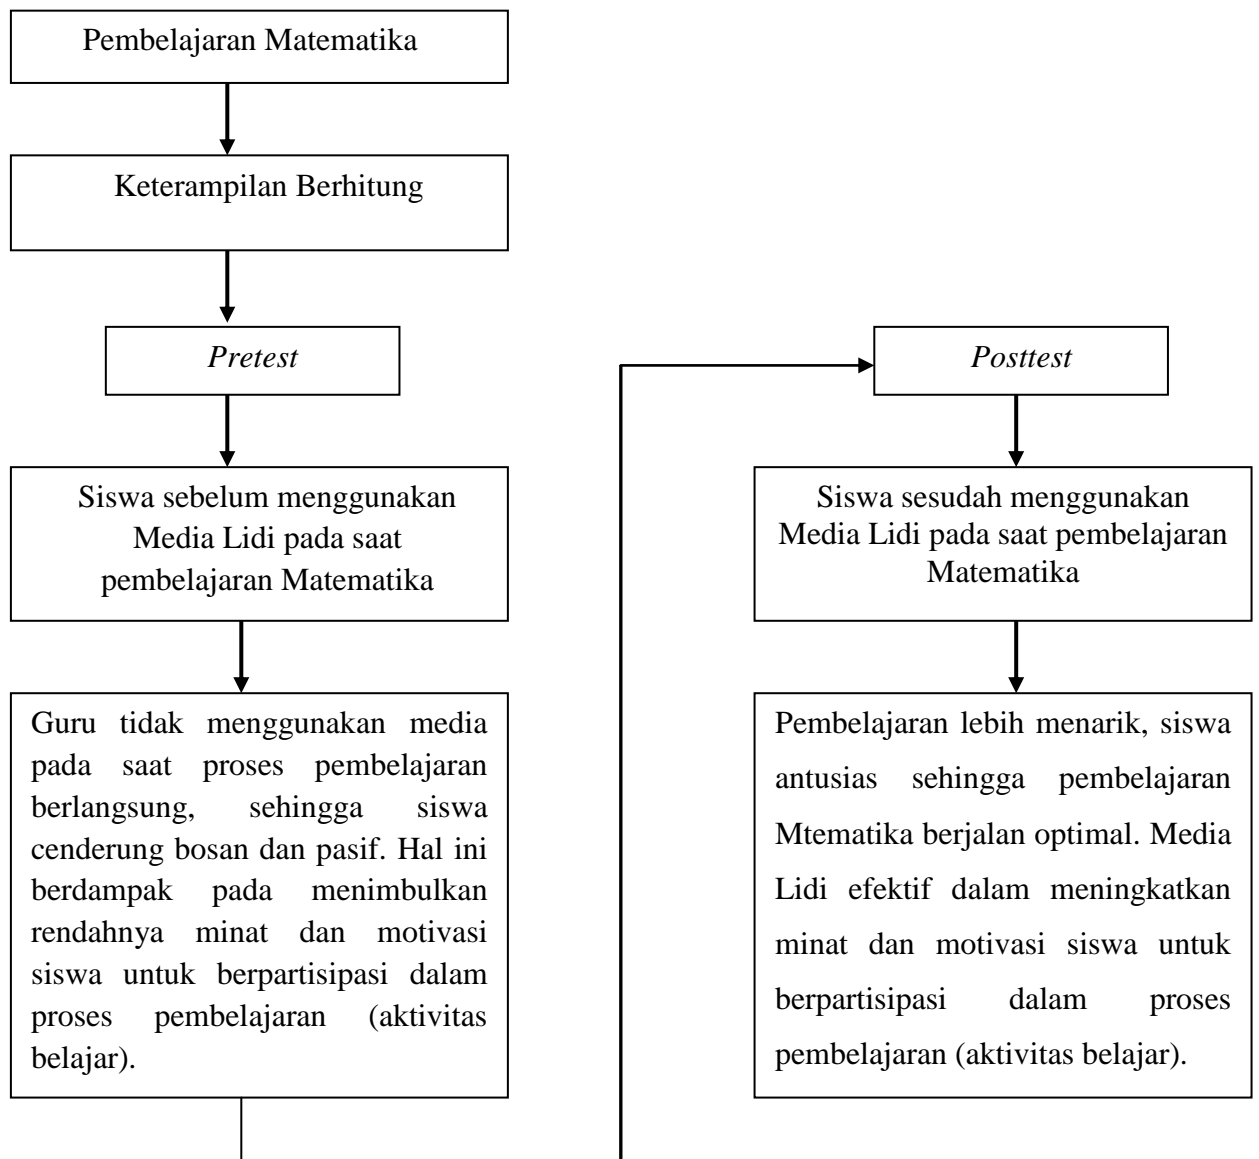 Pembelajaran Matematika
Keterampilan Berhitung
Pretest
Siswa sebelum menggunakan
Media Lidi pada saat
pembelajaran Matematika
Guru tidak menggunakan media
pada saat proses pembelajaran
berlangsung, sehingga siswa
cenderung bosan dan pasif. Hal ini
berdampak pada menimbulkan
rendahnya minat dan motivasi
siswa untuk berpartisipasi dalam
proses pembelajaran (aktivitas
belajar).
Posttest
Siswa sesudah menggunakan
Media Lidi pada saat pembelajaran
Matematika
Pembelajaran lebih menarik, siswa
antusias sehingga pembelajaran
Mtematika berjalan optimal. Media
Lidi efektif dalam meningkatkan
minat dan motivasi siswa untuk
berpartisipasi dalam proses
pembelajaran (aktivitas belajar).